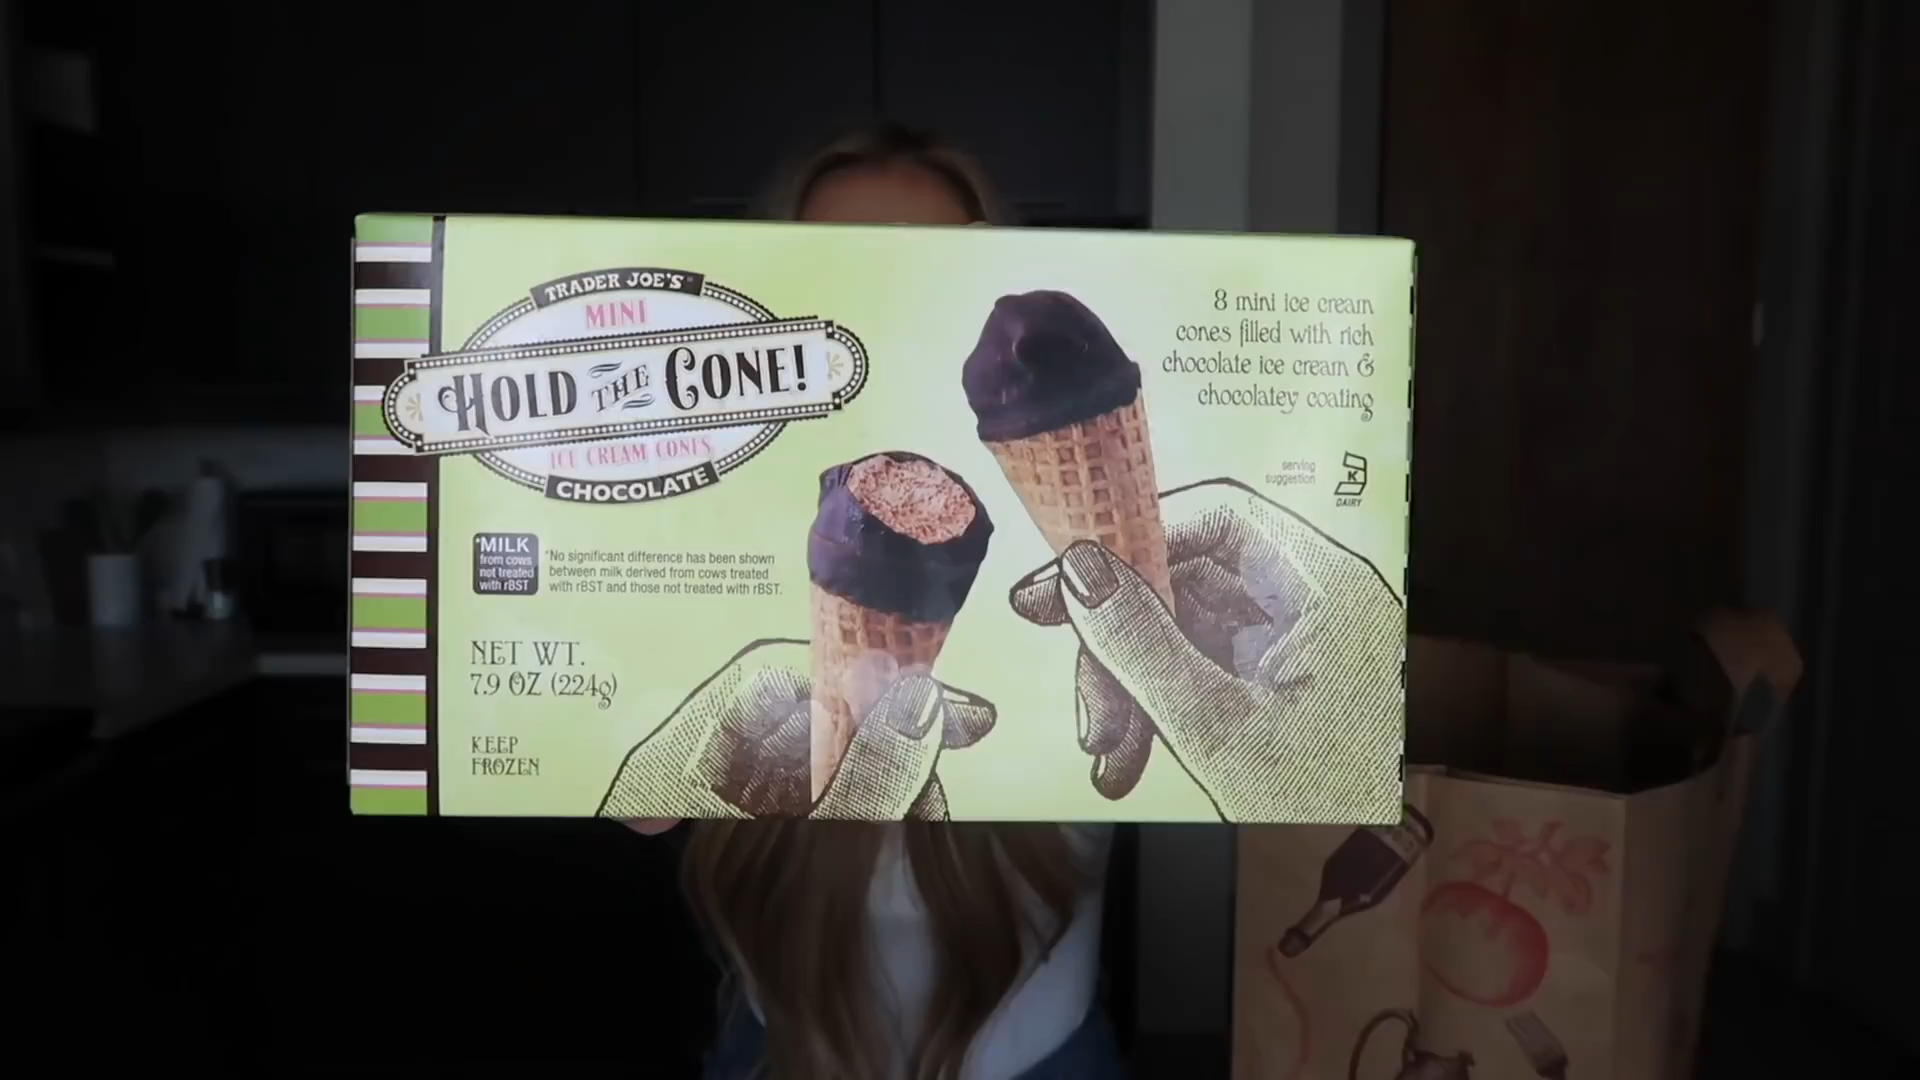 TRADER JOE'S
MINI
HOLD THE CONE!
ICE CREAM CONES
CHOCOLATE
8 mini ice cream
cones filled with rich
chocolate ice cream &
chocolatey coating
serving
suggestion
K
DAIRY
*MILK
from cows
not treated
with rBST
*No significant difference has been shown
between milk derived from cows treated
with rBST and those not treated with rBST.
NET WT.
7.9 OZ (224g)
KEEP
FROZEN